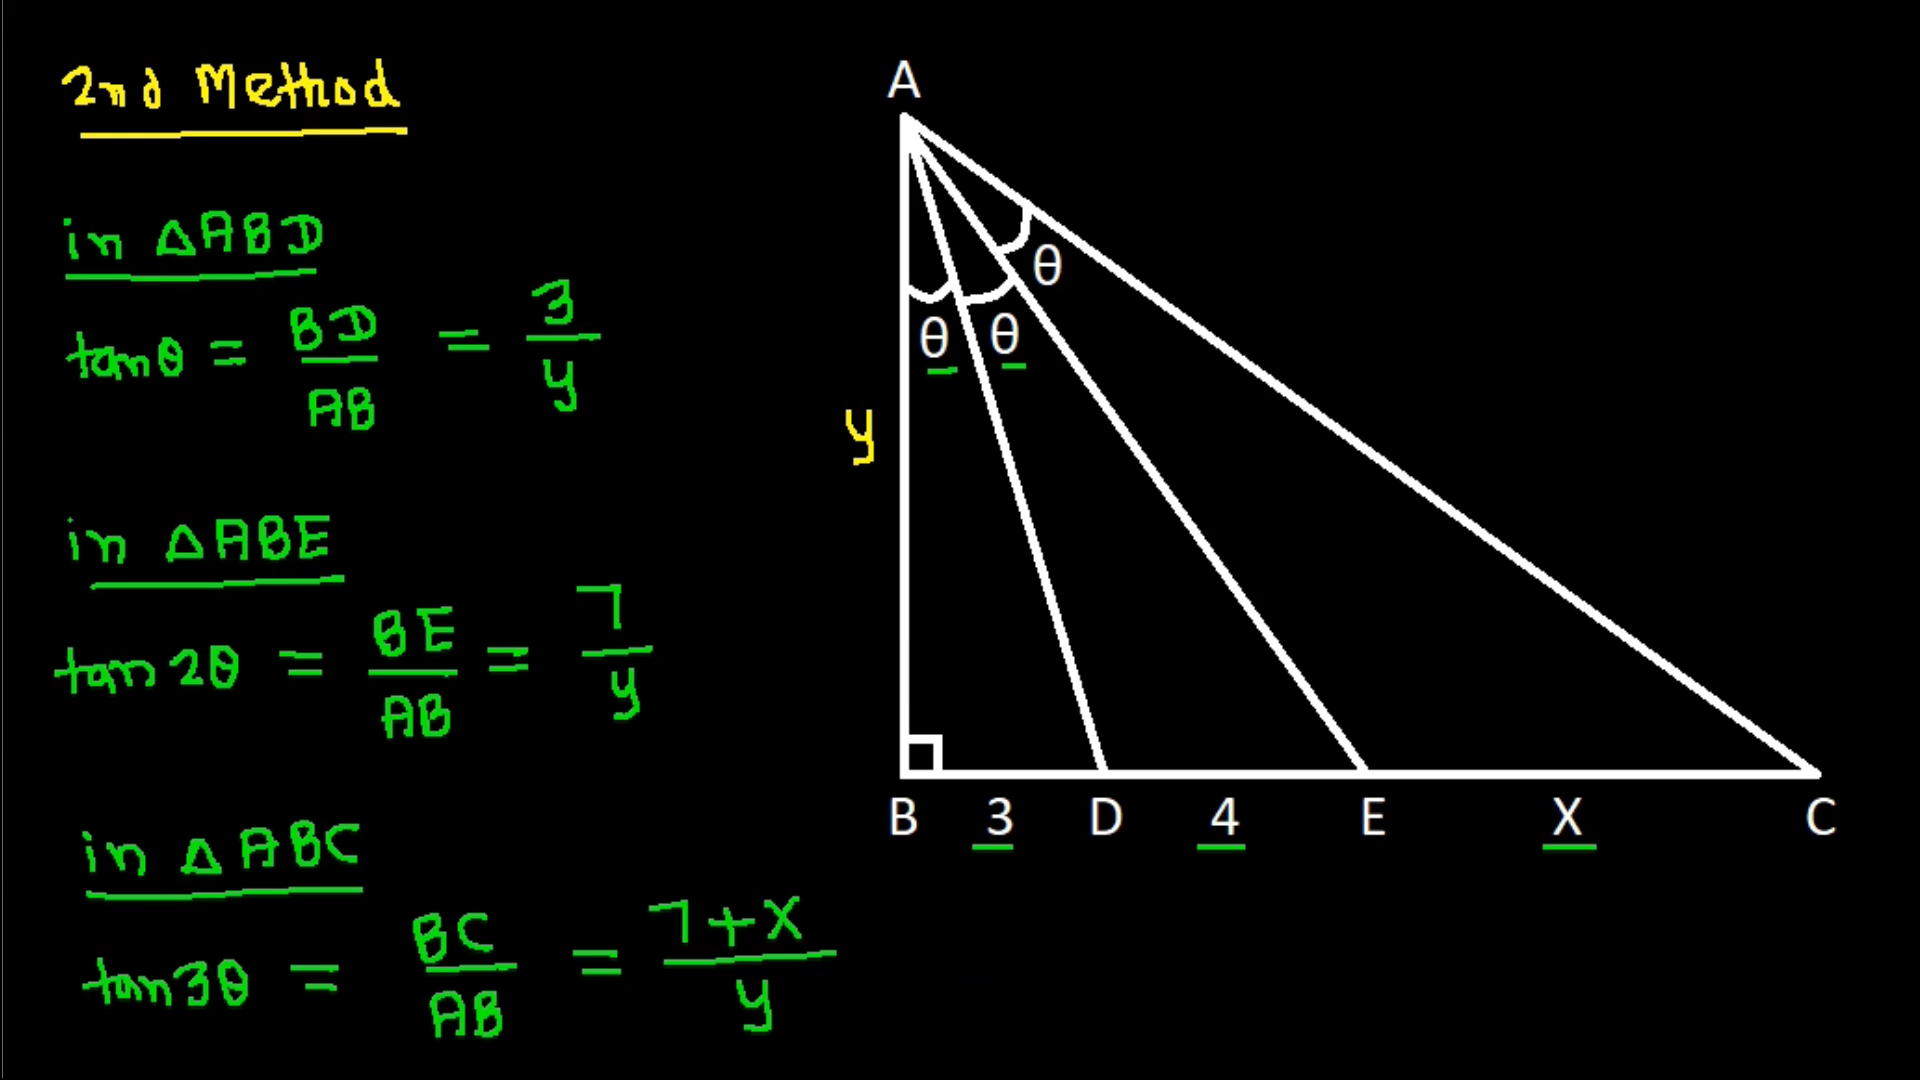 2nd Method
in ΔABD
tanθ = BD/AB = 3/y
in ΔABE
tan2θ = BE/AB = 7/y
in ΔABC
tan3θ = BC/AB = 7+X/y
A
θ
θ θ
y
B 3 D 4 E X C